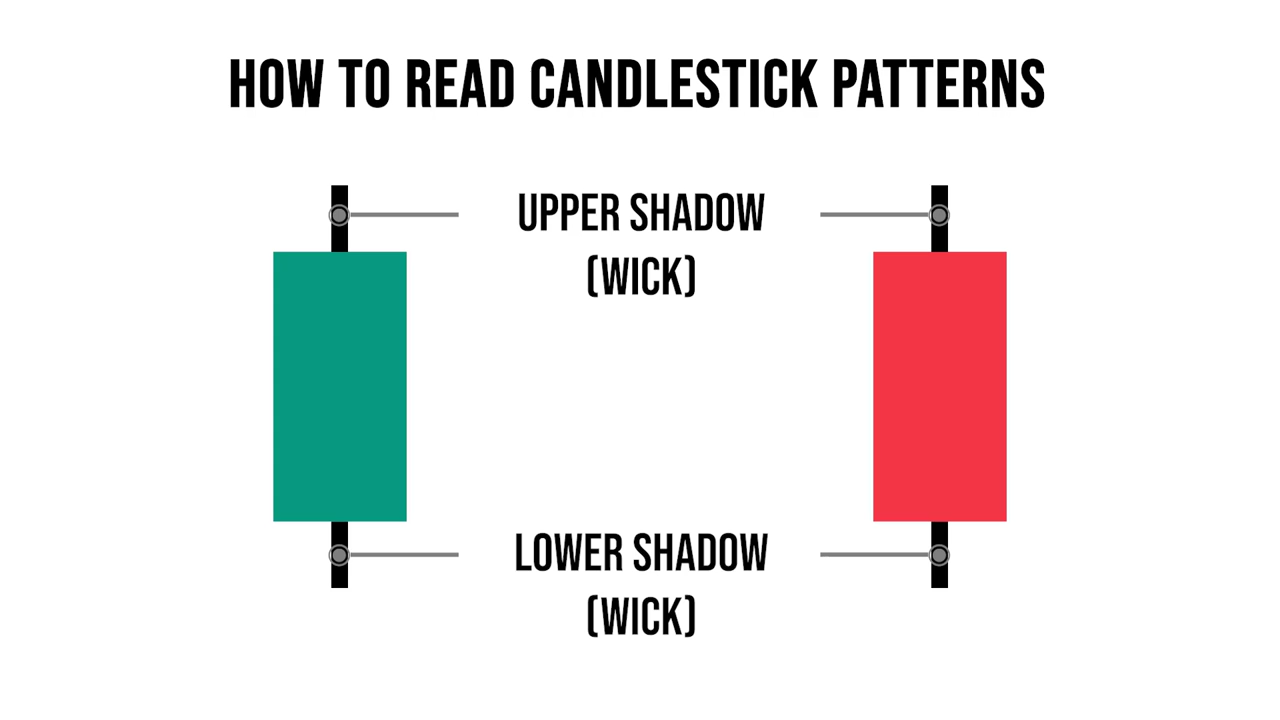 HOW TO READ CANDLESTICK PATTERNS
UPPER SHADOW
(WICK)
LOWER SHADOW
(WICK)